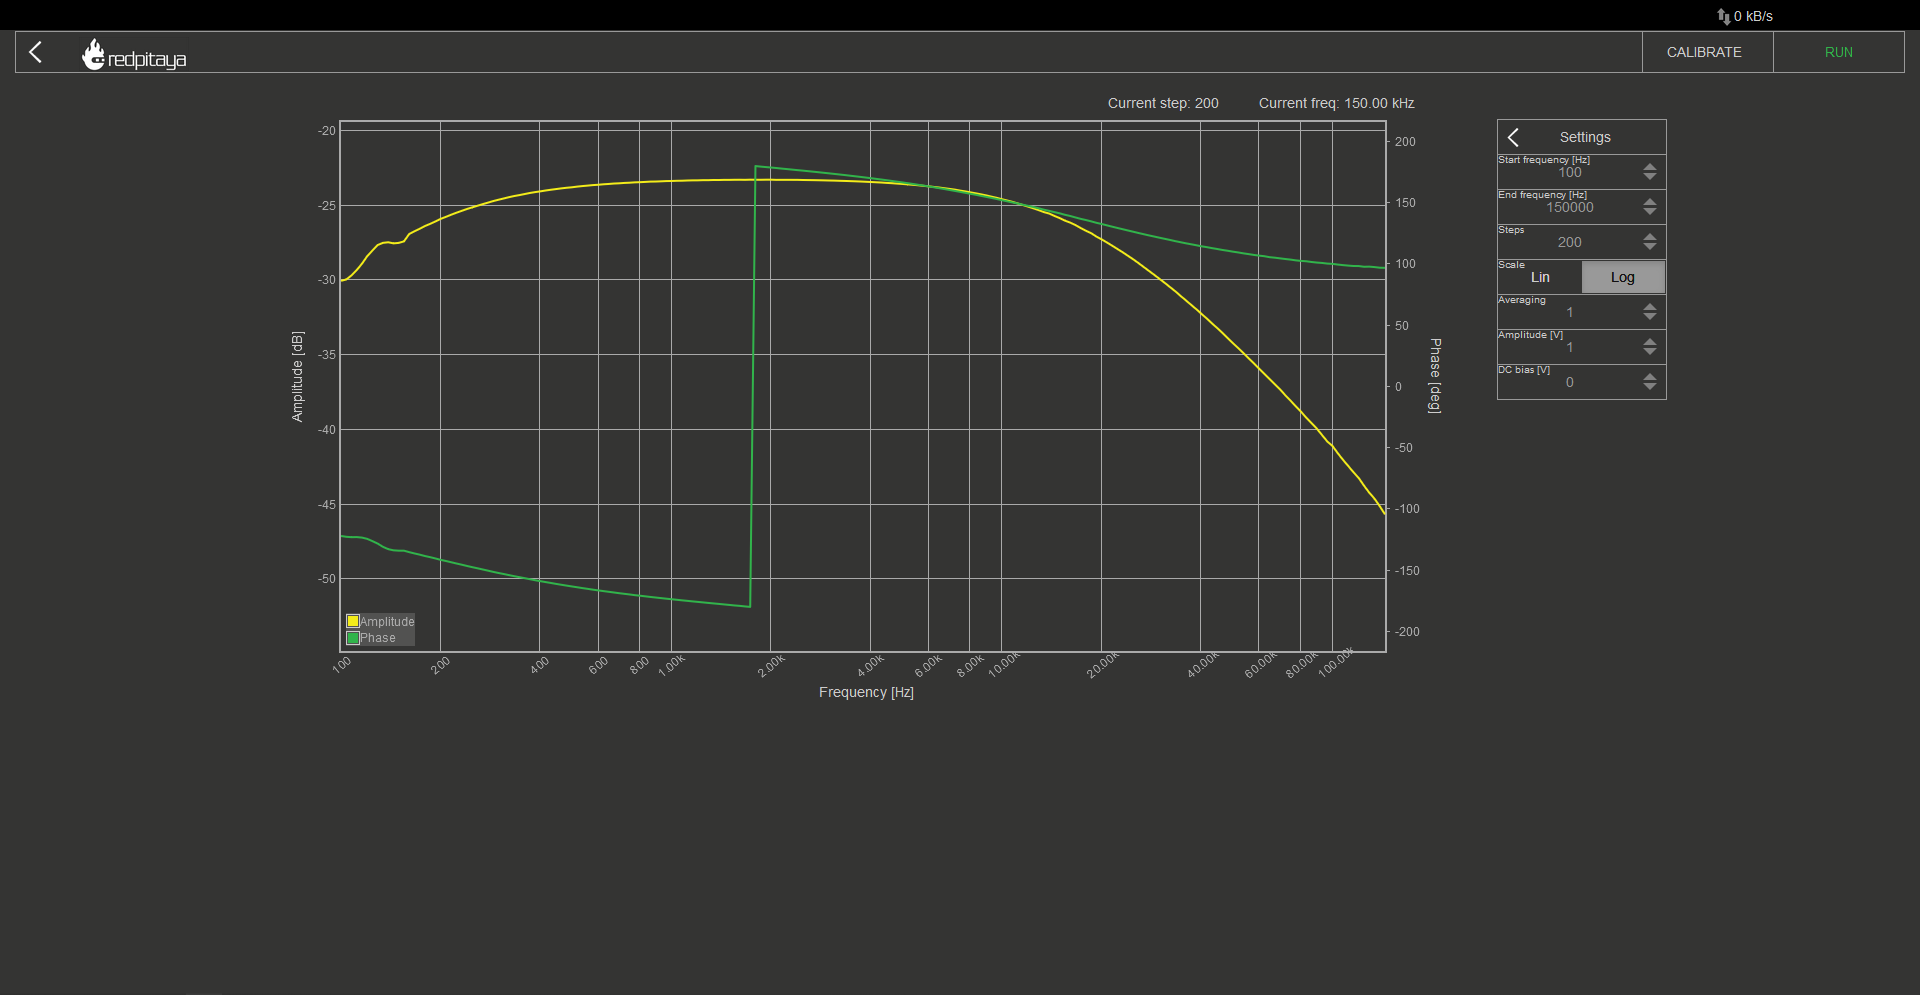 0 kB/s
redpitaya
CALIBRATE
RUN
Current step: 200
Current freq: 150.00 kHz
-20
-25
-30
-35
-40
-45
-50
Amplitude [dB]
200
150
100
50
0
-50
-100
-150
-200
Phase [deg]
Amplitude
Phase
100
200
400
600
800
1.00k
2.00k
4.00k
6.00k
8.00k
10.00k
20.00k
40.00k
60.00k
80.00k
100.00k
Frequency [Hz]
Settings
Start frequency [Hz]
100
End frequency [Hz]
150000
Steps
200
Scale
Lin
Log
Averaging
1
Amplitude [V]
1
DC bias [V]
0